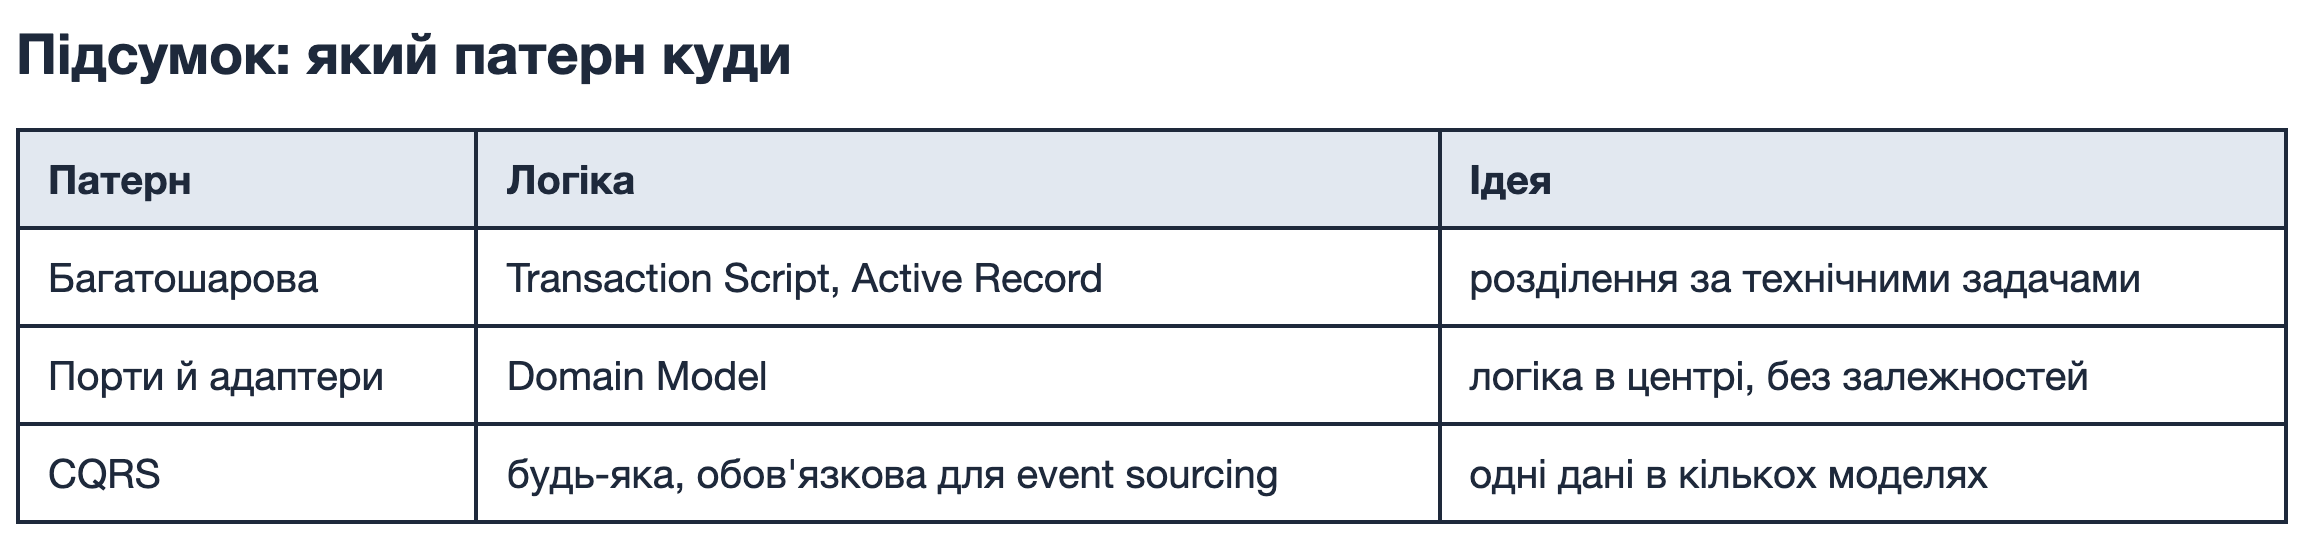 Підсумок: який патерн куди
Патерн Логіка Ідея
Багатошарова Transaction Script, Active Record розділення за технічними задачами
Порти й адаптери Domain Model логіка в центрі, без залежностей
CQRS будь-яка, обов'язкова для event sourcing одні дані в кількох моделях